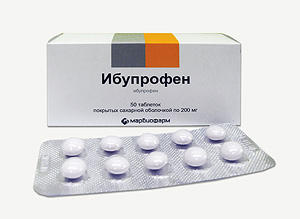 Ибупрофен
ибупрофен
50 таблеток
покрытых сахарной оболочкой по 200 мг
марбиофарм